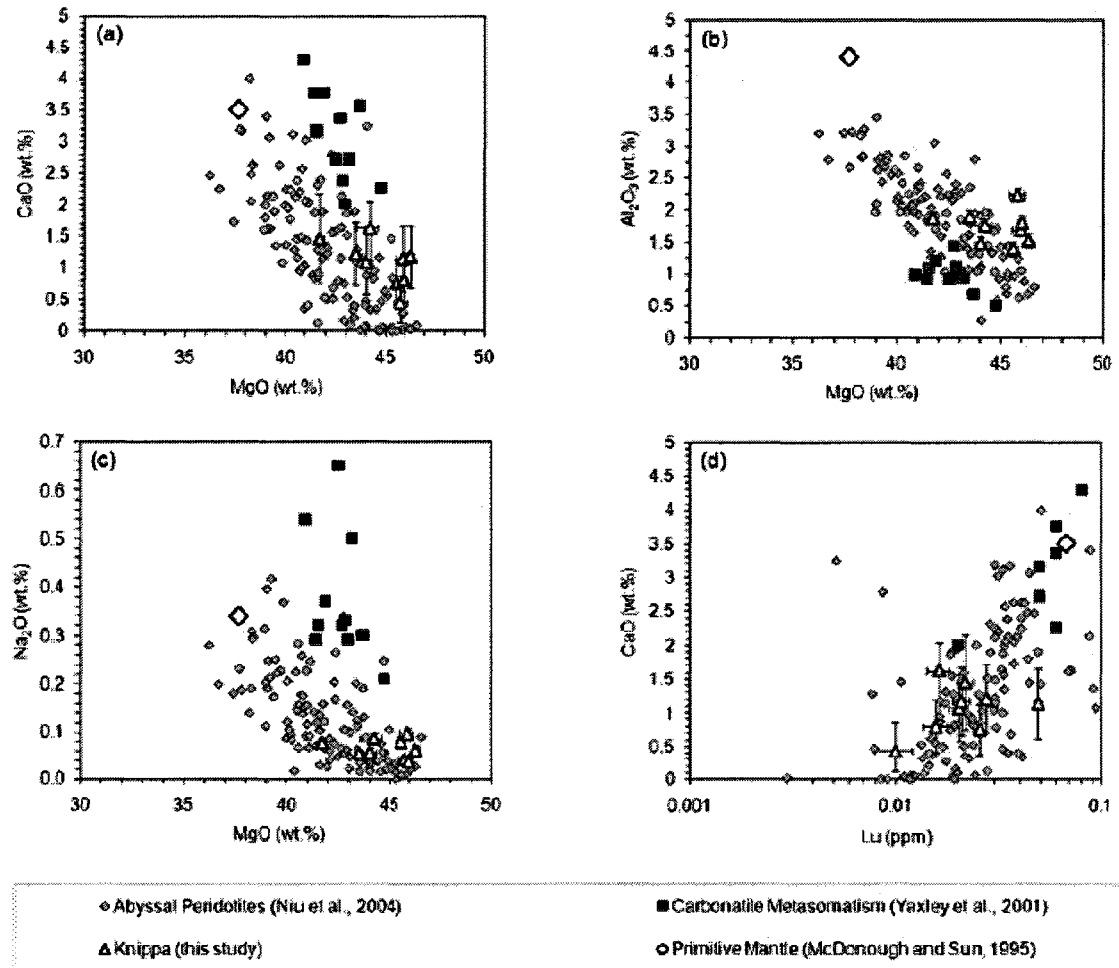 (a)
5
4.5
4
3.5
3
2.5
2
1.5
1
0.5
0
CaO (wt.%)
30 35 40 45 50
MgO (wt.%)
(b)
5
4.5
4
3.5
3
2.5
2
1.5
1
0.5
0
Al2O3 (wt.%)
30 35 40 45 50
MgO (wt.%)
(c)
0.7
0.6
0.5
0.4
0.3
0.2
0.1
0.0
Na2O (wt.%)
30 35 40 45 50
MgO (wt.%)
(d)
5
4.5
4
3.5
3
2.5
2
1.5
1
0.5
0
CaO (wt.%)
0.001 0.01 0.1
Lu (ppm)
Abyssal Peridotites (Niu et al., 2004)
Carbonatile Metasomatism (Yaxley et al., 2001)
Knippa (this study)
Primitive Mantle (McDonough and Sun, 1995)